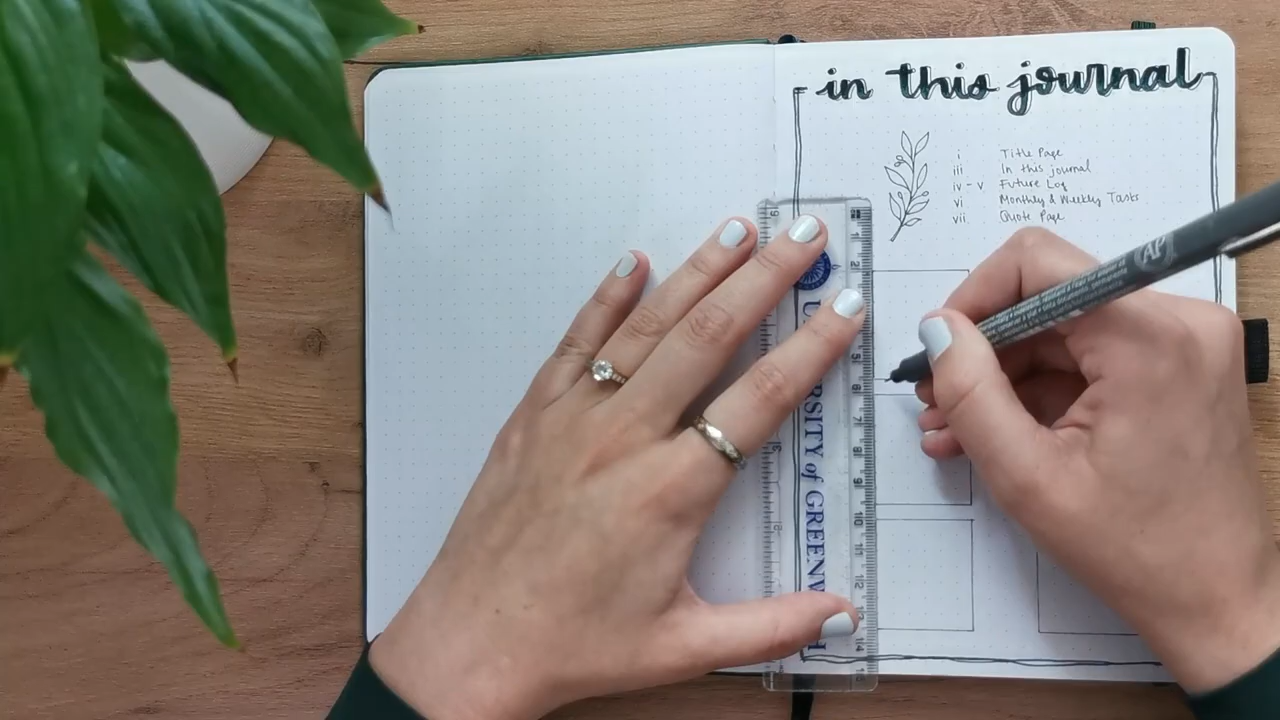 in this journal
i Title Page
iii In this journal
iv - v Future Log
vi Monthly & Weekly Tasks
vii Quote Page
AP
of GREENW